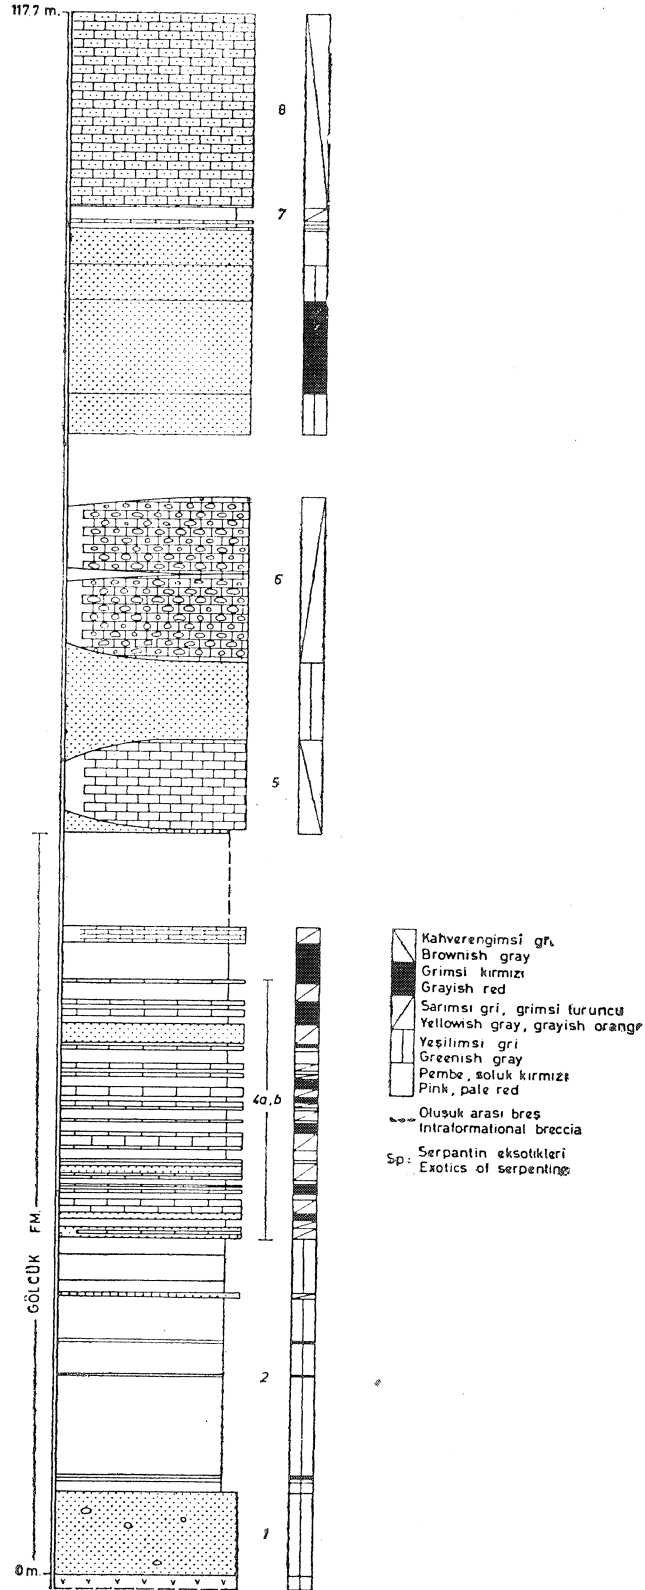 117.7 m.
8
7
6
5
4a,b
2
1
0 m.
GÖLCÜK FM.
Kahverengimsi gri
Brownish gray
Grimsi kırmızı
Grayish red
Sarımsı gri, grimsi turuncu
Yellowish gray, grayish orange
Yeşilimsi gri
Greenish gray
Pembe, soluk kırmızı
Pink, pale red
Oluşuk arası breş
Intraformational breccia
Sp: Serpantin eksotikleri
Exotics of serpentine
v v v v v v